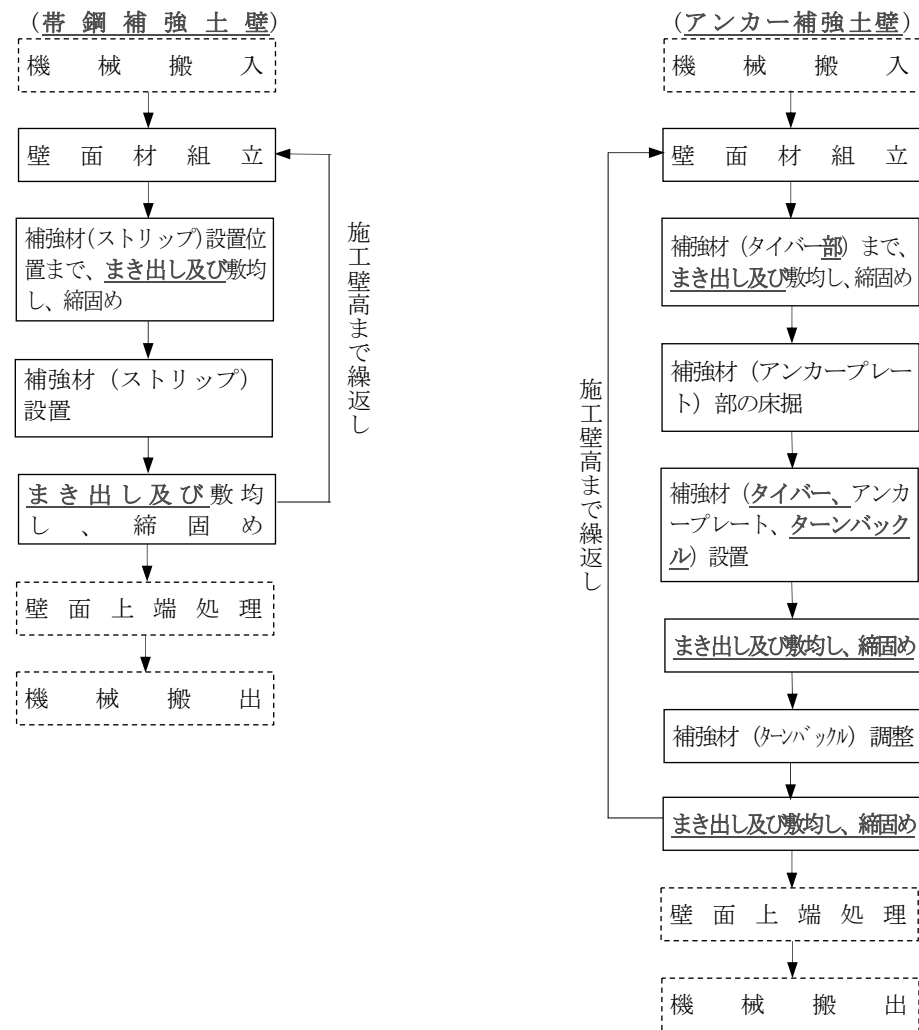 (帯鋼補強土壁)
機械搬入
壁面材組立
補強材(ストリップ)設置位
置まで、まき出し及び敷均
し、締固め
補強材(ストリップ)
設置
まき出し及び敷均
し、締固め
壁面上端処理
機械搬出
施工壁高まで繰返し
(アンカー補強土壁)
機械搬入
壁面材組立
補強材(タイバー部)まで、
まき出し及び敷均し、締固め
補強材(アンカープレー
ト)部の床掘
補強材(タイバー、アンカ
ープレート、ターンバック
ル)設置
まき出し及び敷均し、締固め
補強材(ターンバックル)調整
まき出し及び敷均し、締固め
壁面上端処理
機械搬出
施工壁高まで繰返し